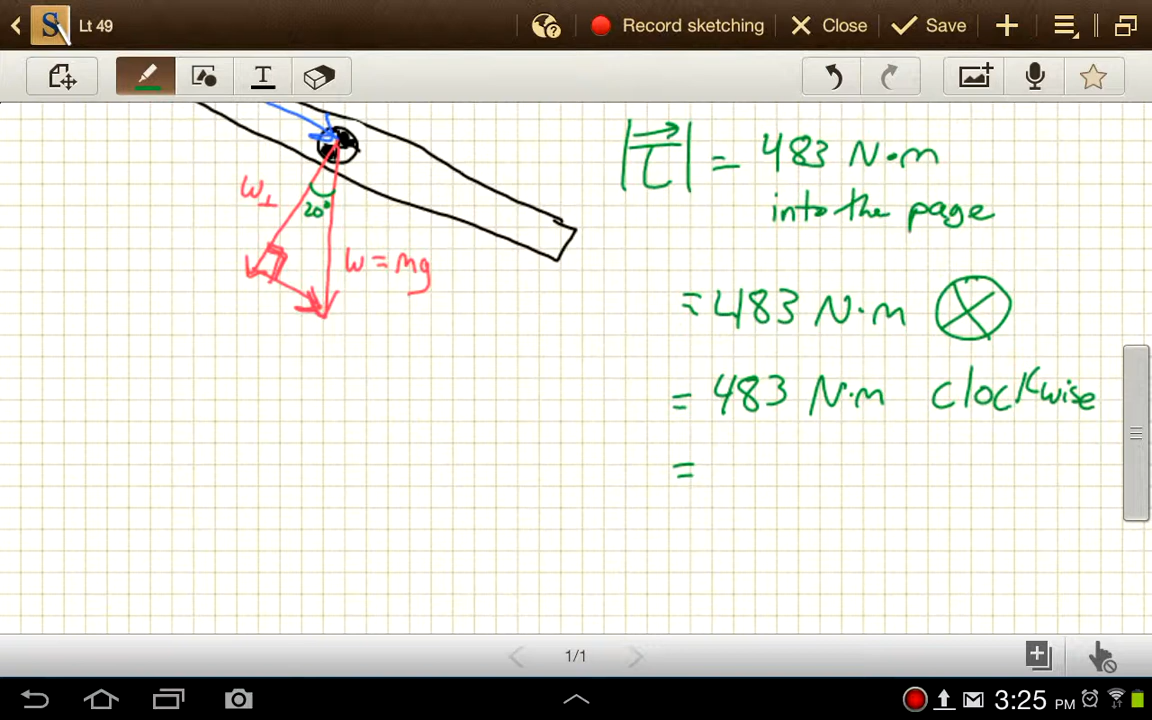 S Lt 49 Record sketching Close Save
T
|τ⃗| = 483 N·m
into the page
W⊥
20°
W = mg
= 483 N·m ⊗
= 483 N·m clockwise
=
1/1
3:25 PM